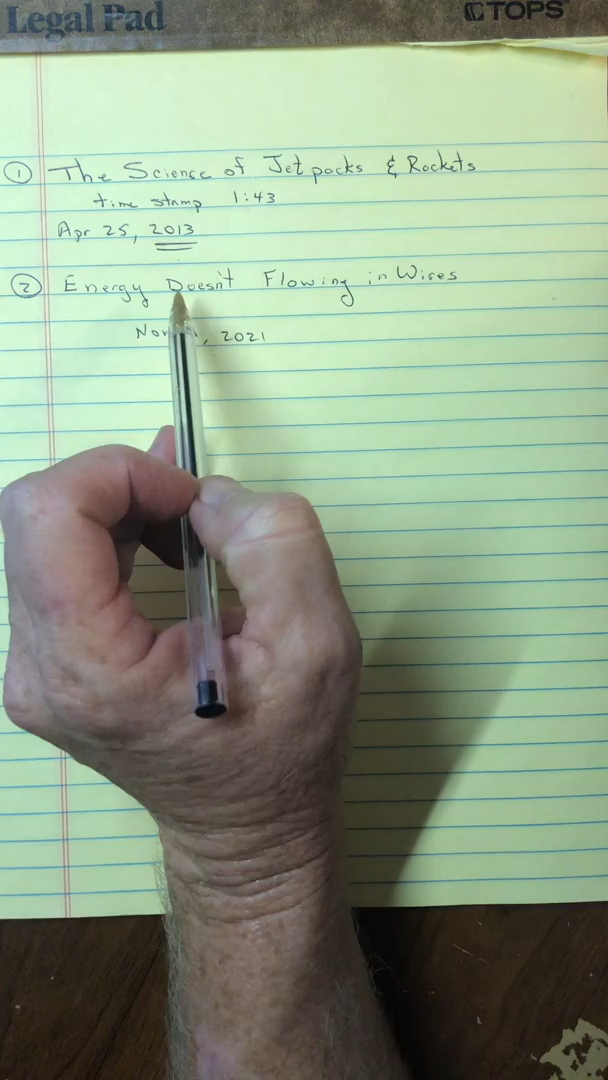 Legal Pad
TOPS
① The Science of Jetpacks & Rockets
time stamp 1:43
Apr 25, 2013
② Energy Doesn't Flowing in Wires
Nov , 2021